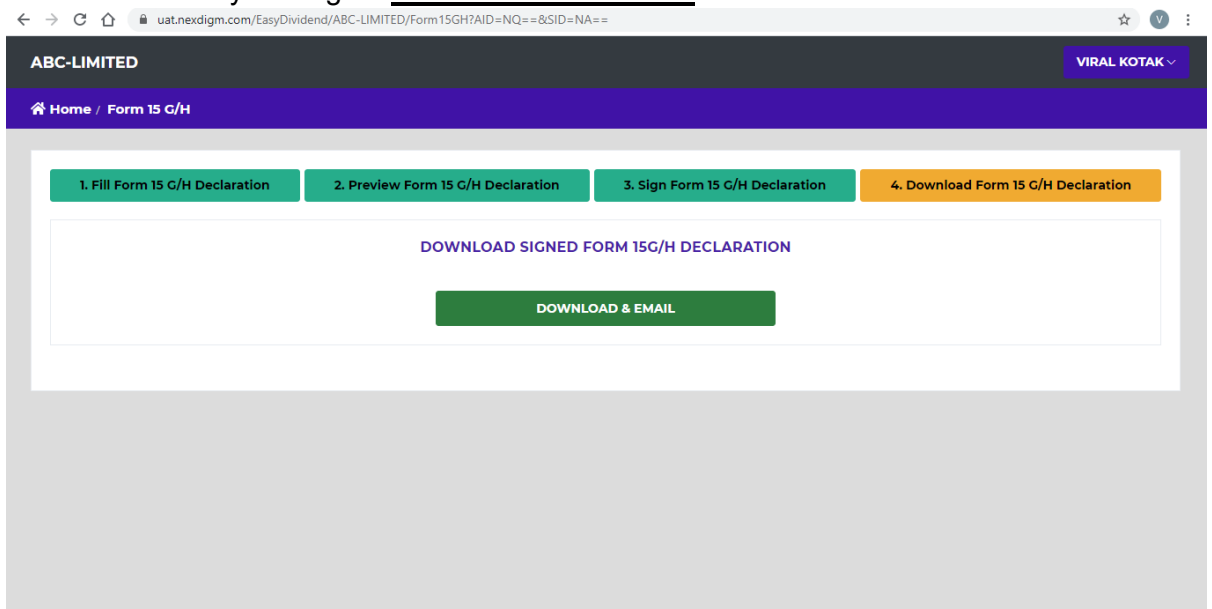 uat.nexdigm.com/EasyDividend/ABC-LIMITED/Form15GH?AID=NQ==&SID=NA==
V
ABC-LIMITED
VIRAL KOTAK
Home / Form 15 G/H
1. Fill Form 15 G/H Declaration
2. Preview Form 15 G/H Declaration
3. Sign Form 15 G/H Declaration
4. Download Form 15 G/H Declaration
DOWNLOAD SIGNED FORM 15G/H DECLARATION
DOWNLOAD & EMAIL